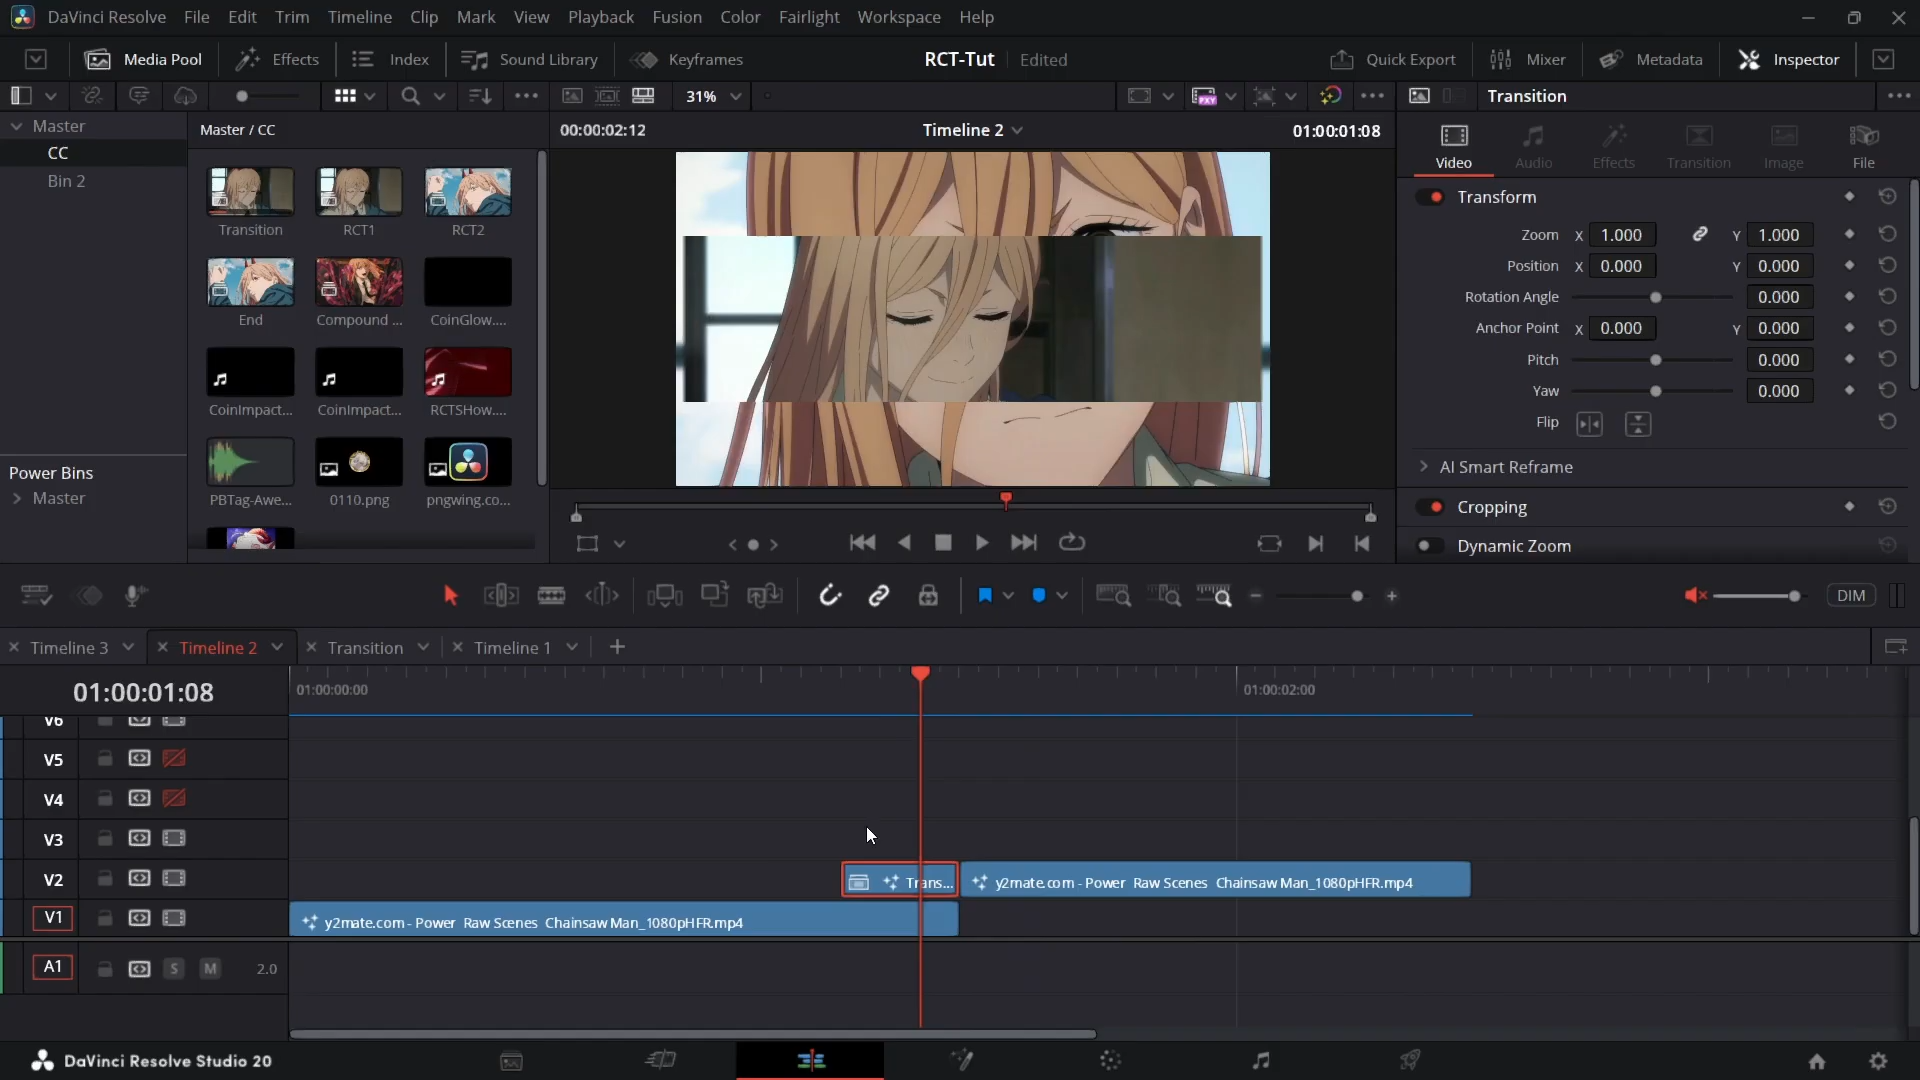 DaVinci Resolve File Edit Trim Timeline Clip Mark View Playback Fusion Color Fairlight Workspace Help
Media Pool Effects Index Sound Library Keyframes RCT-Tut Edited Quick Export Mixer Metadata Inspector
31% PXY Transition
Master
Master / CC
00:00:02:12 Timeline 2 01:00:01:08
CC
Bin 2
Transition RCT1 RCT2
End Compound ... CoinGlow....
CoinImpact... CoinImpact... RCTSHow....
PBTag-Awe... 0110.png pngwing.co...
Power Bins
Master
Video Audio Effects Transition Image File
Transform
Zoom X 1.000 Y 1.000
Position X 0.000 Y 0.000
Rotation Angle 0.000
Anchor Point X 0.000 Y 0.000
Pitch 0.000
Yaw 0.000
Flip
AI Smart Reframe
Cropping
Dynamic Zoom
DIM
Timeline 3 Timeline 2 Transition Timeline 1
01:00:01:08 01:00:00:00 01:00:02:00
V6
V5
V4
V3
V2 Trans... y2mate.com - Power Raw Scenes Chainsaw Man_1080pHFR.mp4
V1 y2mate.com - Power Raw Scenes Chainsaw Man_1080pHFR.mp4
A1 S M 2.0
DaVinci Resolve Studio 20